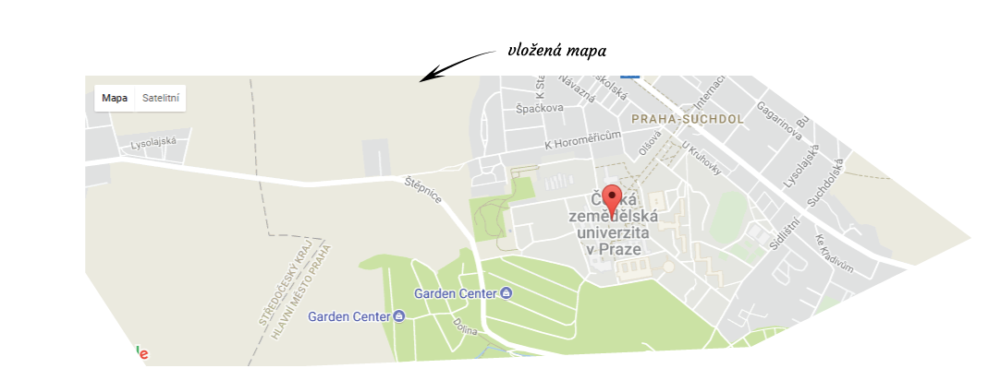 vložená mapa
Mapa
Satelitní
Návazná
Špačkova
PRAHA-SUCHDOL
Gagarinova
Lysolajská
K Horoměřicům
Olšová
U Kruhovky
Lysolajská
Suchdolská
Štěpnice
Česká
zemědělská
univerzita
v Praze
Sídlištní
Ke Kladivům
STŘEDOČESKÝ KRAJ
HLAVNÍ MĚSTO PRAHA
Garden Center
Garden Center
Dolina